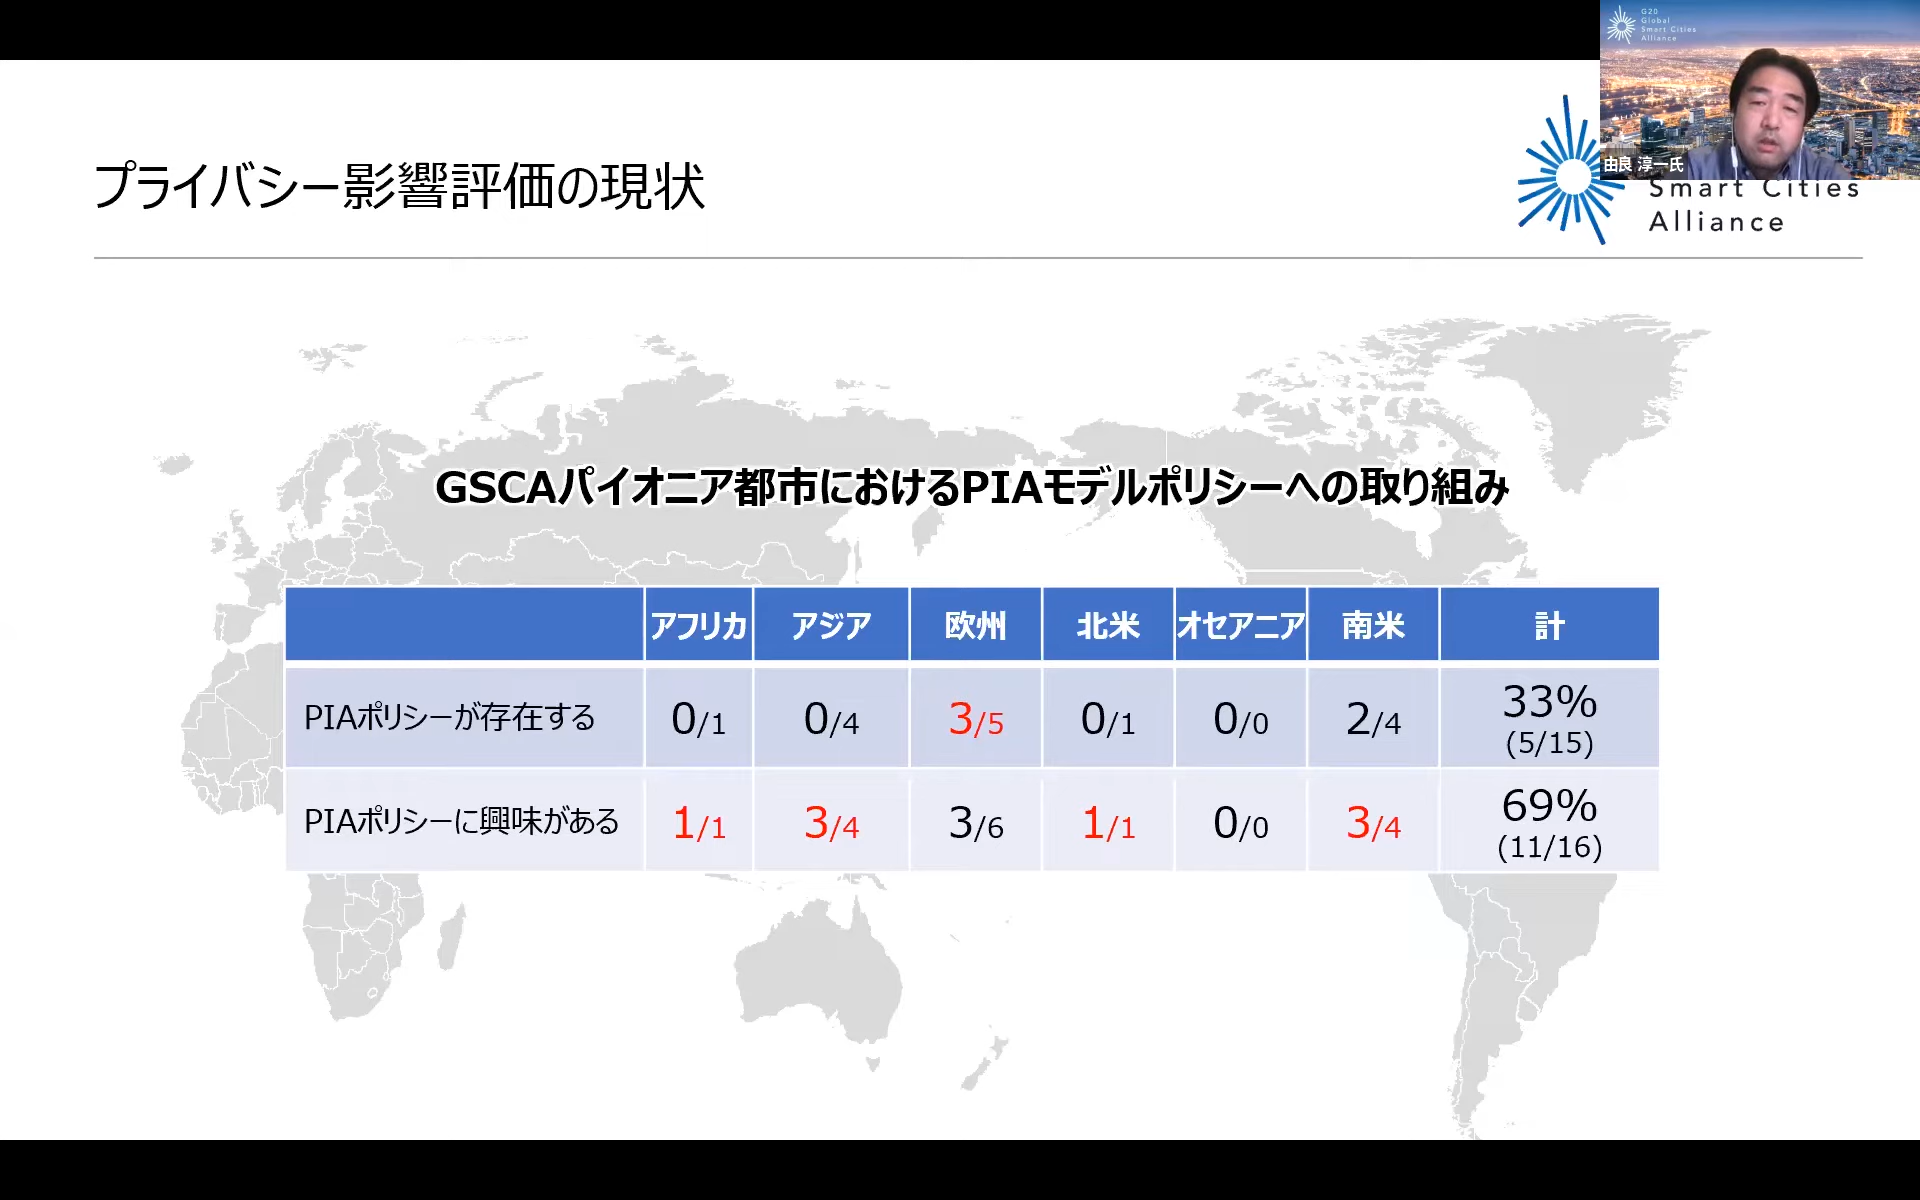 G20
Global
Smart Cities
Alliance
由良 淳一氏
Smart Cities
Alliance
プライバシー影響評価の現状
GSCAパイオニア都市におけるPIAモデルポリシーへの取り組み
アフリカ アジア 欧州 北米 オセアニア 南米 計
PIAポリシーが存在する 0/1 0/4 3/5 0/1 0/0 2/4 33%
(5/15)
PIAポリシーに興味がある 1/1 3/4 3/6 1/1 0/0 3/4 69%
(11/16)